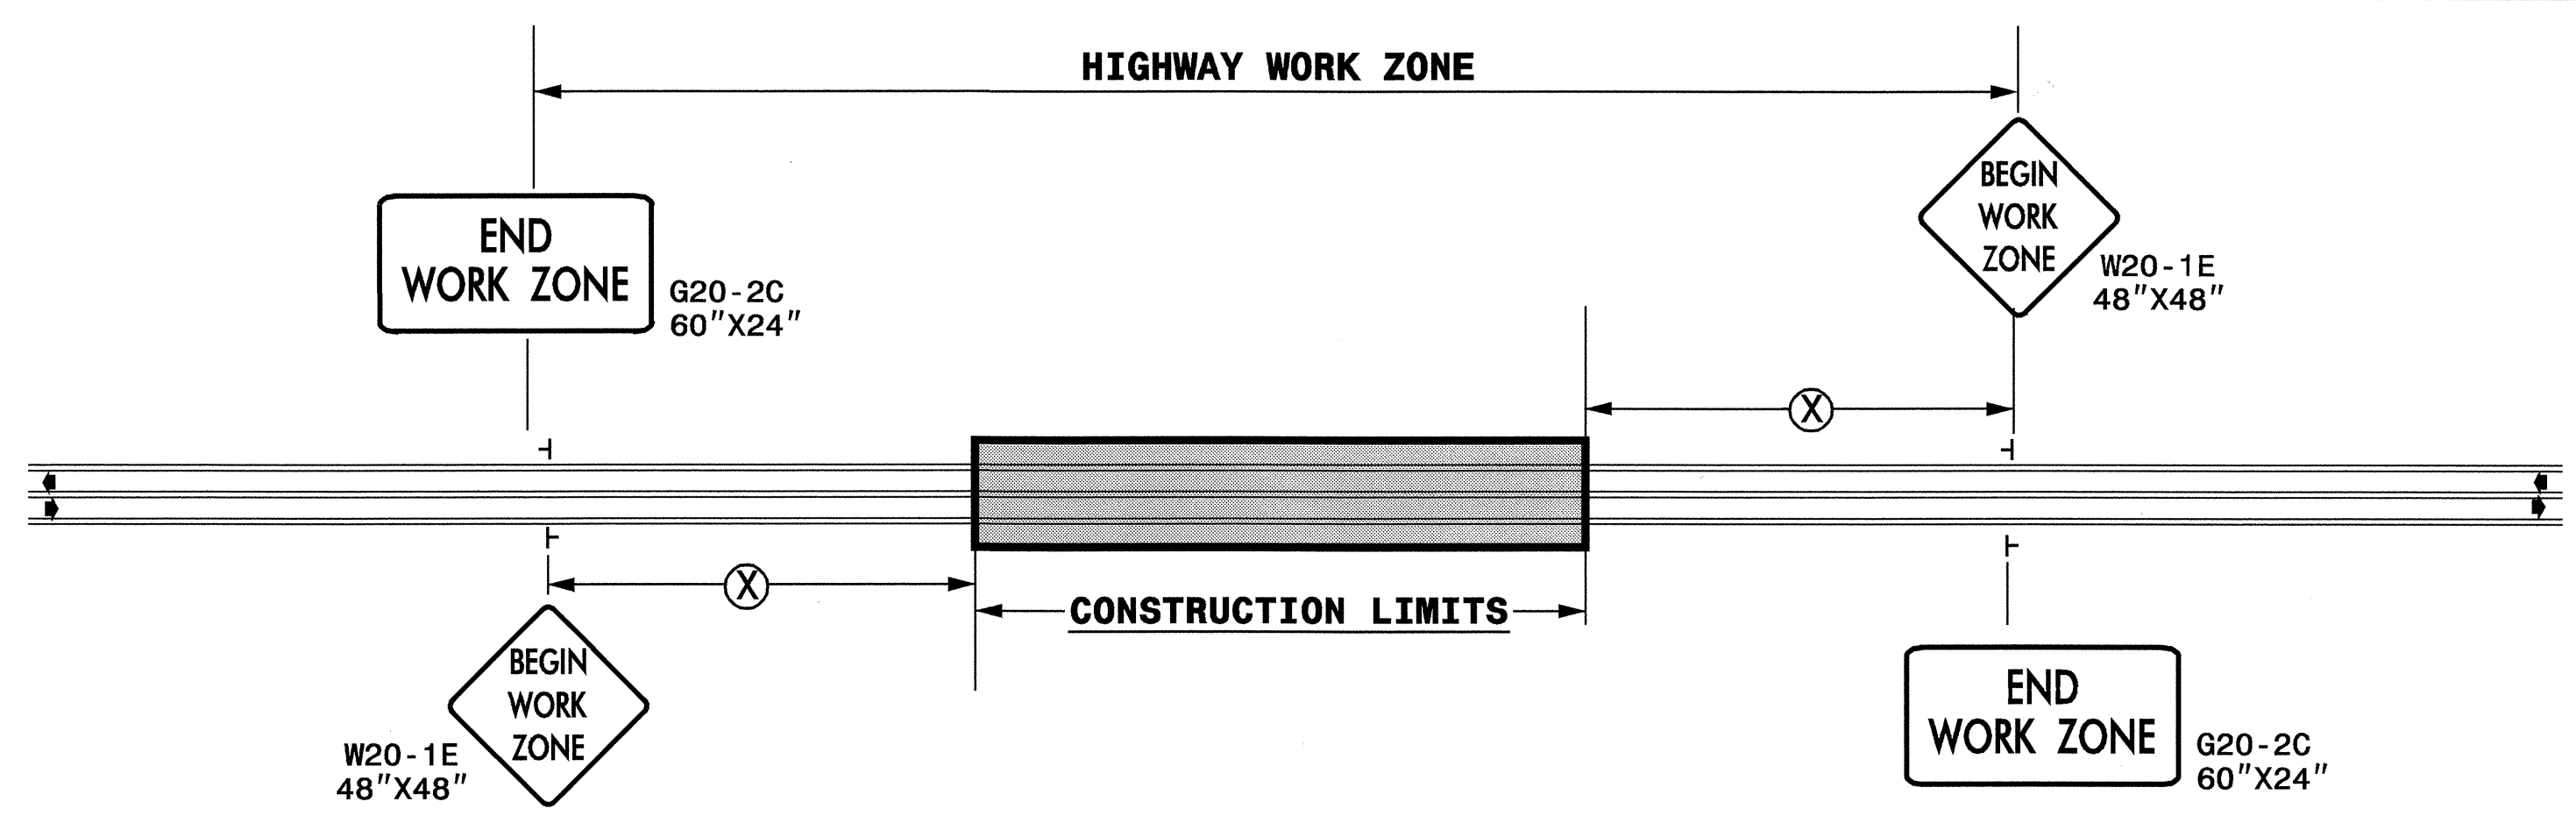 HIGHWAY WORK ZONE
BEGIN
WORK
ZONE
W20-1E
48"X48"
END
WORK ZONE
G20-2C
60"X24"
X
X
CONSTRUCTION LIMITS
BEGIN
WORK
ZONE
W20-1E
48"X48"
END
WORK ZONE
G20-2C
60"X24"